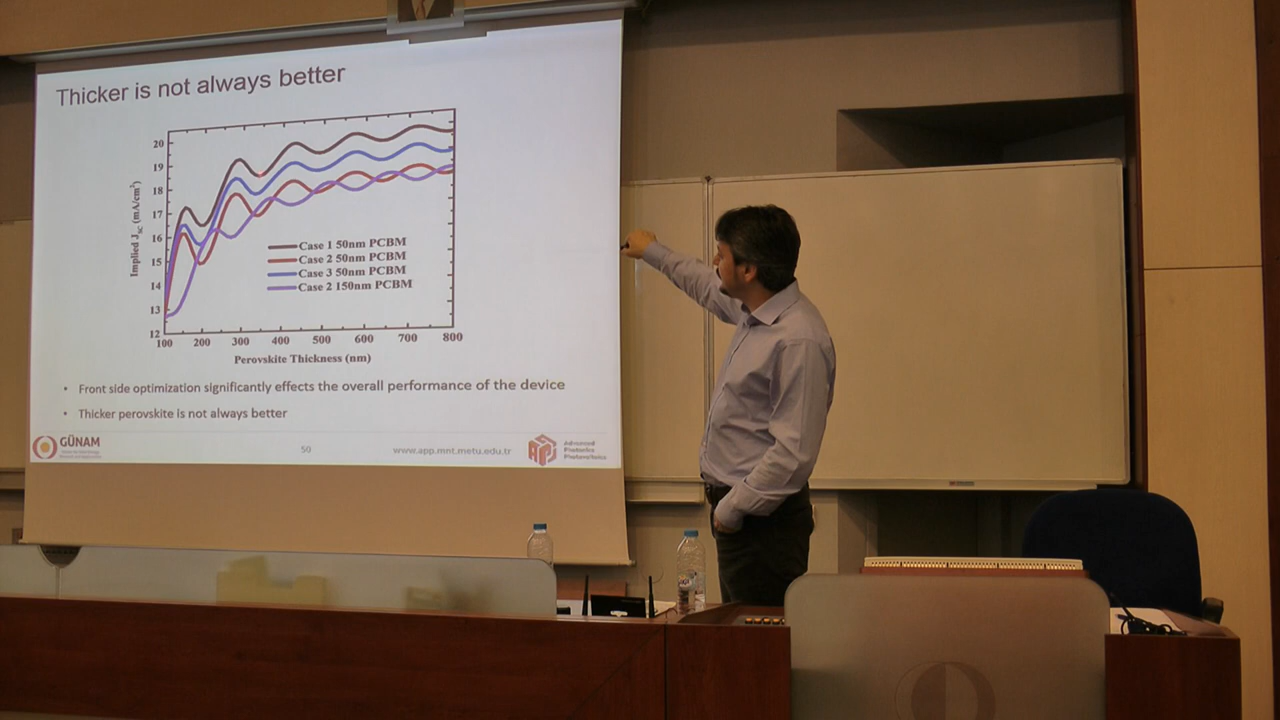 Thicker is not always better
Implied J_SC (mA/cm²)
20
19
18
17
16
15
14
13
12
Case 1 50nm PCBM
Case 2 50nm PCBM
Case 3 50nm PCBM
Case 2 150nm PCBM
100 200 300 400 500 600 700 800
Perovskite Thickness (nm)
• Front side optimization significantly effects the overall performance of the device
• Thicker perovskite is not always better
GÜNAM
50
www.app.mnt.metu.edu.tr
Advanced
Photonics
Photovoltaics